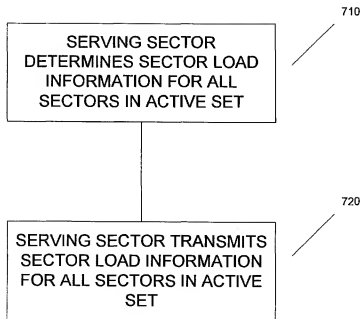 710
SERVING SECTOR
DETERMINES SECTOR LOAD
INFORMATION FOR ALL
SECTORS IN ACTIVE SET
720
SERVING SECTOR TRANSMITS
SECTOR LOAD INFORMATION
FOR ALL SECTORS IN ACTIVE
SET